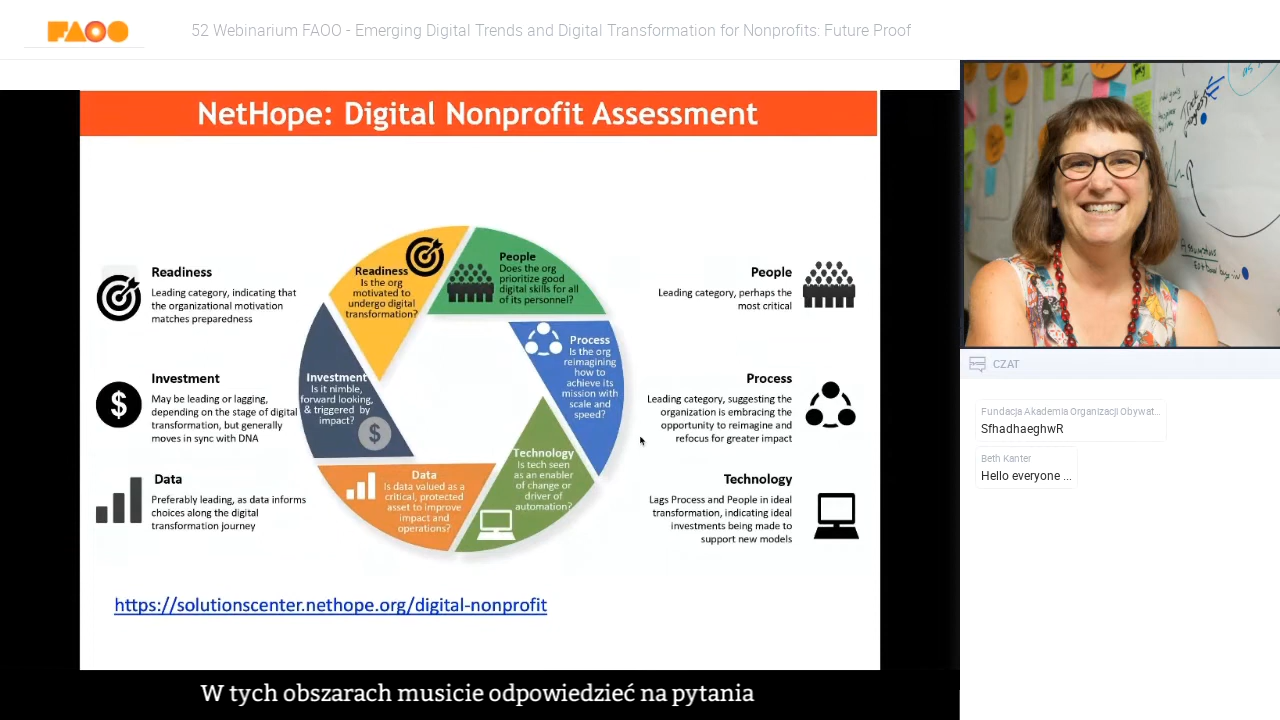 FAOO
52 Webinarium FAOO - Emerging Digital Trends and Digital Transformation for Nonprofits: Future Proof
NetHope: Digital Nonprofit Assessment
Readiness
Leading category, indicating that
the organizational motivation
matches preparedness
Investment
May be leading or lagging,
depending on the stage of digital
transformation, but generally
moves in sync with DNA
Data
Preferably leading, as data informs
choices along the digital
transformation journey
Readiness
Is the org
motivated to
undergo digital
transformation?
People
Does the org
prioritize good
digital skills for all
of its personnel?
Process
Is the org
reimagining
how to
achieve its
mission with
scale and
speed?
Technology
Is tech seen
as an enabler
of change or
driver of
automation?
Data
Is data valued as a
critical, protected
asset to improve
impact and
operations?
Investment
Is it nimble,
forward looking,
& triggered by
impact?
People
Leading category, perhaps the
most critical
Process
Leading category, suggesting the
organization is embracing the
opportunity to reimagine and
refocus for greater impact
Technology
Lags Process and People in ideal
transformation, indicating ideal
investments being made to
support new models
https://solutionscenter.nethope.org/digital-nonprofit
W tych obszarach musicie odpowiedzieć na pytania
CZAT
Fundacja Akademia Organizacji Obywat...
SfhadhaeghwR
Beth Kanter
Hello everyone ...